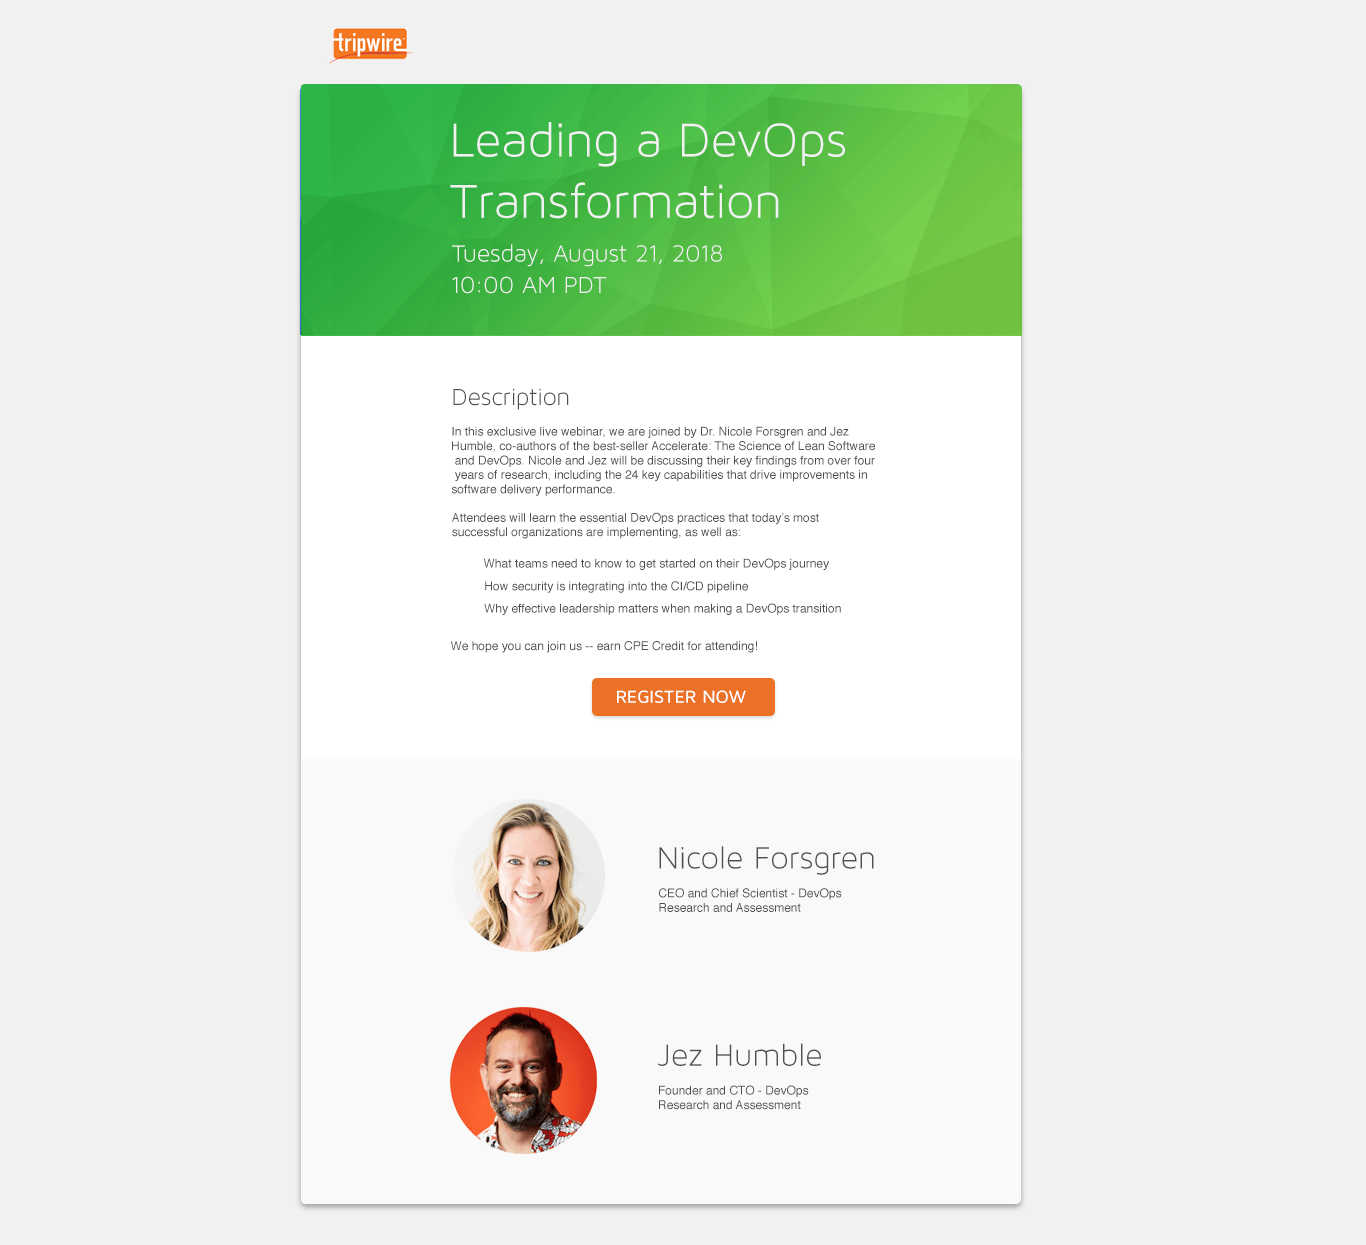 tripwire
Leading a DevOps
Transformation
Tuesday, August 21, 2018
10:00 AM PDT
Description
In this exclusive live webinar, we are joined by Dr. Nicole Forsgren and Jez
Humble, co-authors of the best-seller Accelerate: The Science of Lean Software
and DevOps. Nicole and Jez will be discussing their key findings from over four
years of research, including the 24 key capabilities that drive improvements in
software delivery performance.
Attendees will learn the essential DevOps practices that today's most
successful organizations are implementing, as well as:
What teams need to know to get started on their DevOps journey
How security is integrating into the CI/CD pipeline
Why effective leadership matters when making a DevOps transition
We hope you can join us -- earn CPE Credit for attending!
REGISTER NOW
Nicole Forsgren
CEO and Chief Scientist - DevOps
Research and Assessment
Jez Humble
Founder and CTO - DevOps
Research and Assessment